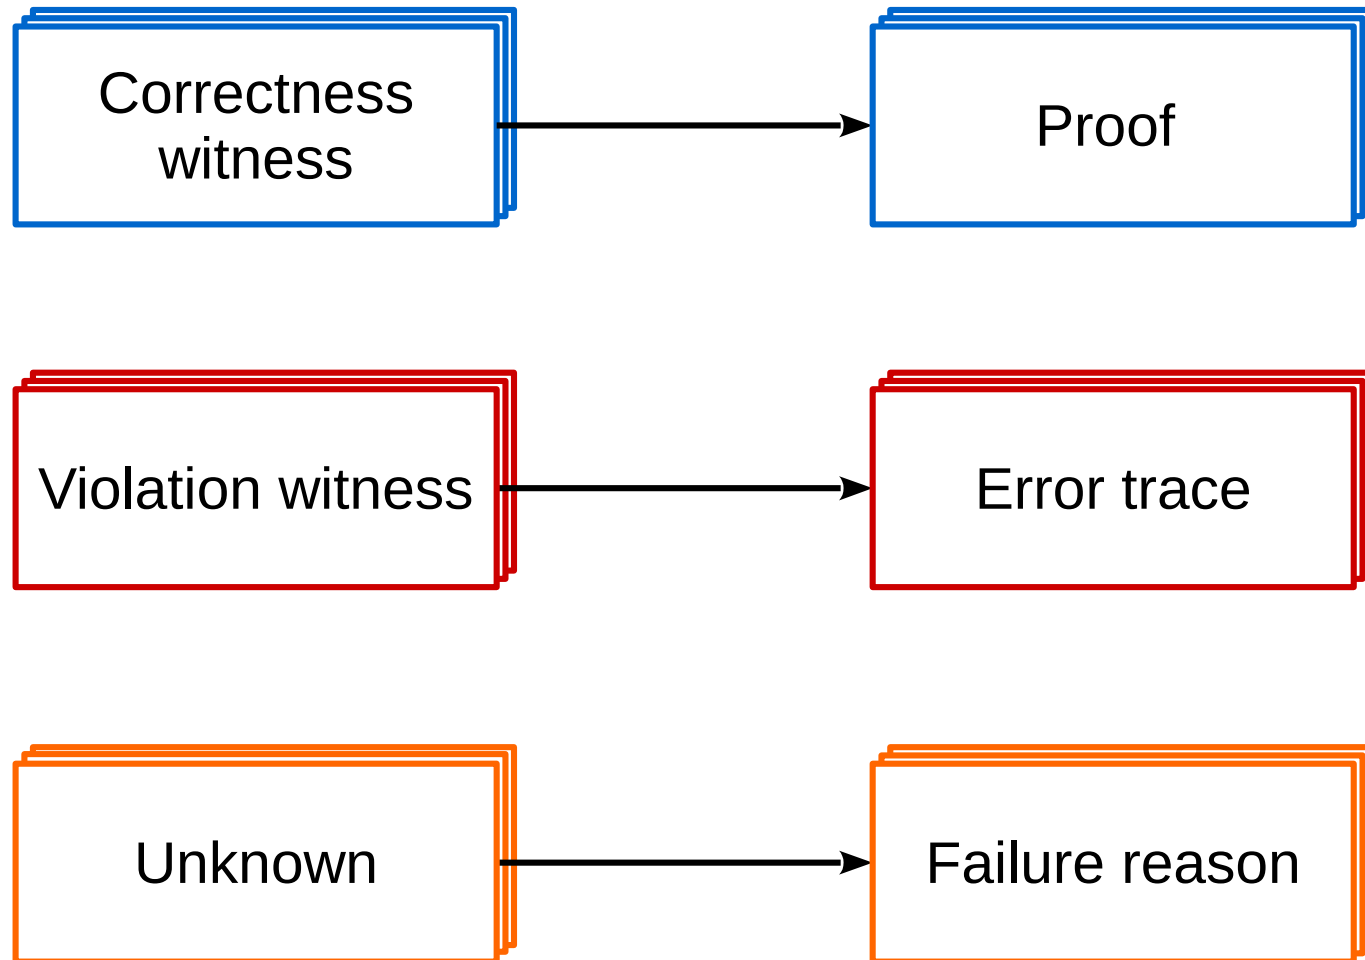 Correctness
witness
Proof
Violation witness
Error trace
Unknown
Failure reason